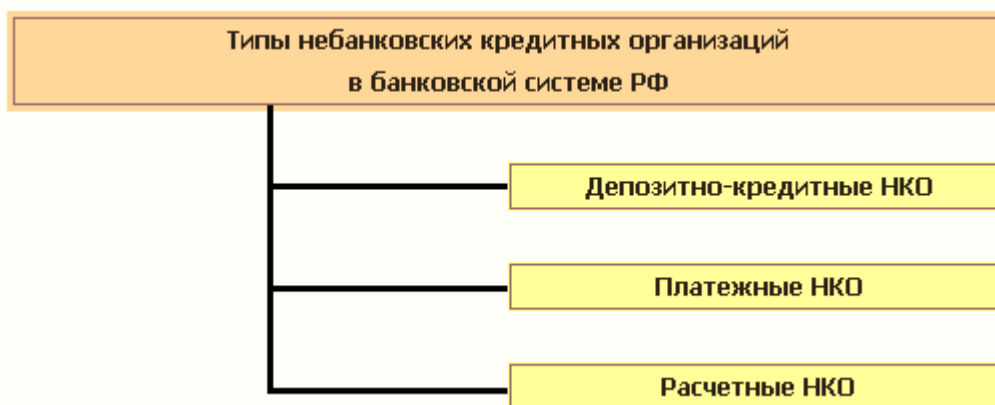 Типы небанковских кредитных организаций
в банковской системе РФ
Депозитно-кредитные НКО
Платежные НКО
Расчетные НКО